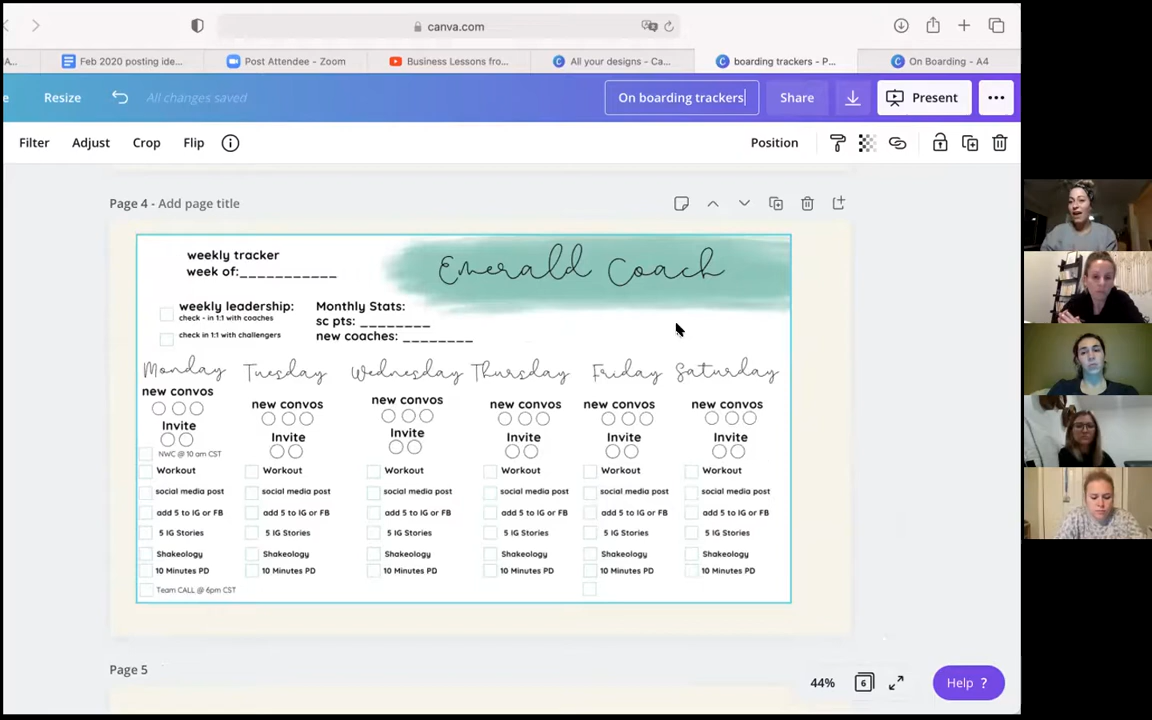 canva.com
A...
Feb 2020 posting ide...
Post Attendee - Zoom
Business Lessons fro...
All your designs - Ca...
boarding trackers - P...
On Boarding - A4
e
Resize
All changes saved
On boarding trackers
Share
Present
Filter
Adjust
Crop
Flip
Position
Page 4 - Add page title
weekly tracker
week of:___________
Emerald Coach
weekly leadership:
check - in 1:1 with coaches
check in 1:1 with challengers
Monthly Stats:
sc pts: ________
new coaches: ________
Monday Tuesday Wednesday Thursday Friday Saturday
new convos new convos new convos new convos new convos new convos
Invite Invite Invite Invite Invite Invite
NWC @ 10 am CST
Workout Workout Workout Workout Workout Workout
social media post social media post social media post social media post social media post social media post
add 5 to IG or FB add 5 to IG or FB add 5 to IG or FB add 5 to IG or FB add 5 to IG or FB add 5 to IG or FB
5 IG Stories 5 IG Stories 5 IG Stories 5 IG Stories 5 IG Stories 5 IG Stories
Shakeology Shakeology Shakeology Shakeology Shakeology Shakeology
10 Minutes PD 10 Minutes PD 10 Minutes PD 10 Minutes PD 10 Minutes PD 10 Minutes PD
Team CALL @ 6pm CST
Page 5
44%
6
Help ?